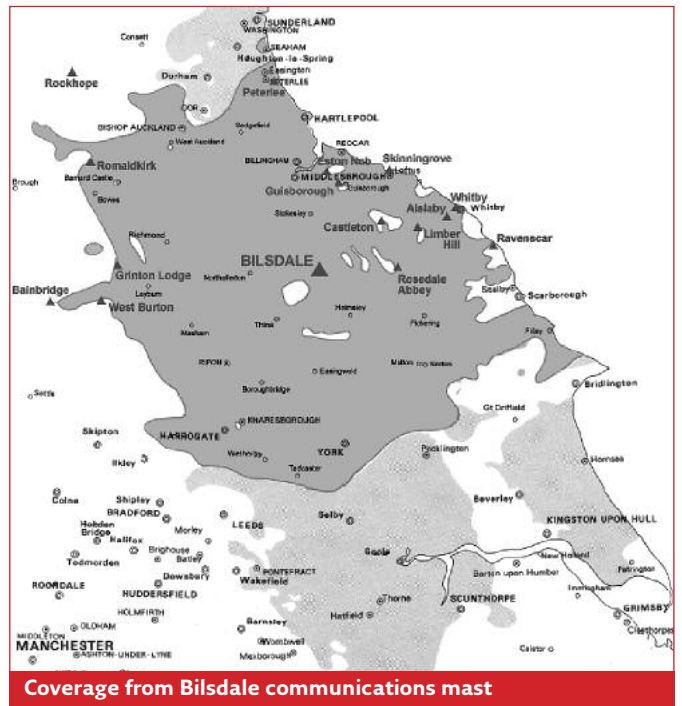 SUNDERLAND
WASHINGTON
Consett
SEAHAM
Houghton-le-Spring
Rookhope
Durham
Easington
PETERLEE
Peterlee
HARTLEPOOL
BISHOP AUCKLAND
Sedgefield
West Auckland
REDCAR
BILLINGHAM
Eston Nab
Skinningrove
Loftus
Romaldkirk
MIDDLESBROUGH
Brough
Barnard Castle
Guisborough
Guisborough
Bowes
Whitby
Aislaby
Whitby
Stokesley
Castleton
Limber
Hill
Richmond
Ravenscar
BILSDALE
Grinton Lodge
Northallerton
Rosedale
Abbey
Bainbridge
Leyburn
Scalby
Scarborough
West Burton
Helmsley
Masham
Thirsk
Pickering
Filey
RIPON
Easingwold
Malton
Boroughbridge
Bridlington
Settle
Gt Driffield
KNARESBOROUGH
Skipton
HARROGATE
YORK
Pocklington
Ilkley
Wetherby
Hornsea
Tadcaster
Colne
Shipley
BRADFORD
Beverley
Selby
LEEDS
KINGSTON UPON HULL
Hebden
Bridge
Halifax
Morley
Brighouse
Batley
Goole
New Holland
Todmorden
Dewsbury
PONTEFRACT
Wakefield
Barton upon Humber
Patrington
ROCHDALE
HUDDERSFIELD
Thorne
SCUNTHORPE
Immingham
HOLMFIRTH
Hatfield
GRIMSBY
OLDHAM
Barnsley
Cleethorpes
MIDDLETON
MANCHESTER
Wombwell
ASHTON-UNDER-LYNE
Mexborough
Caistor
Coverage from Bilsdale communications mast